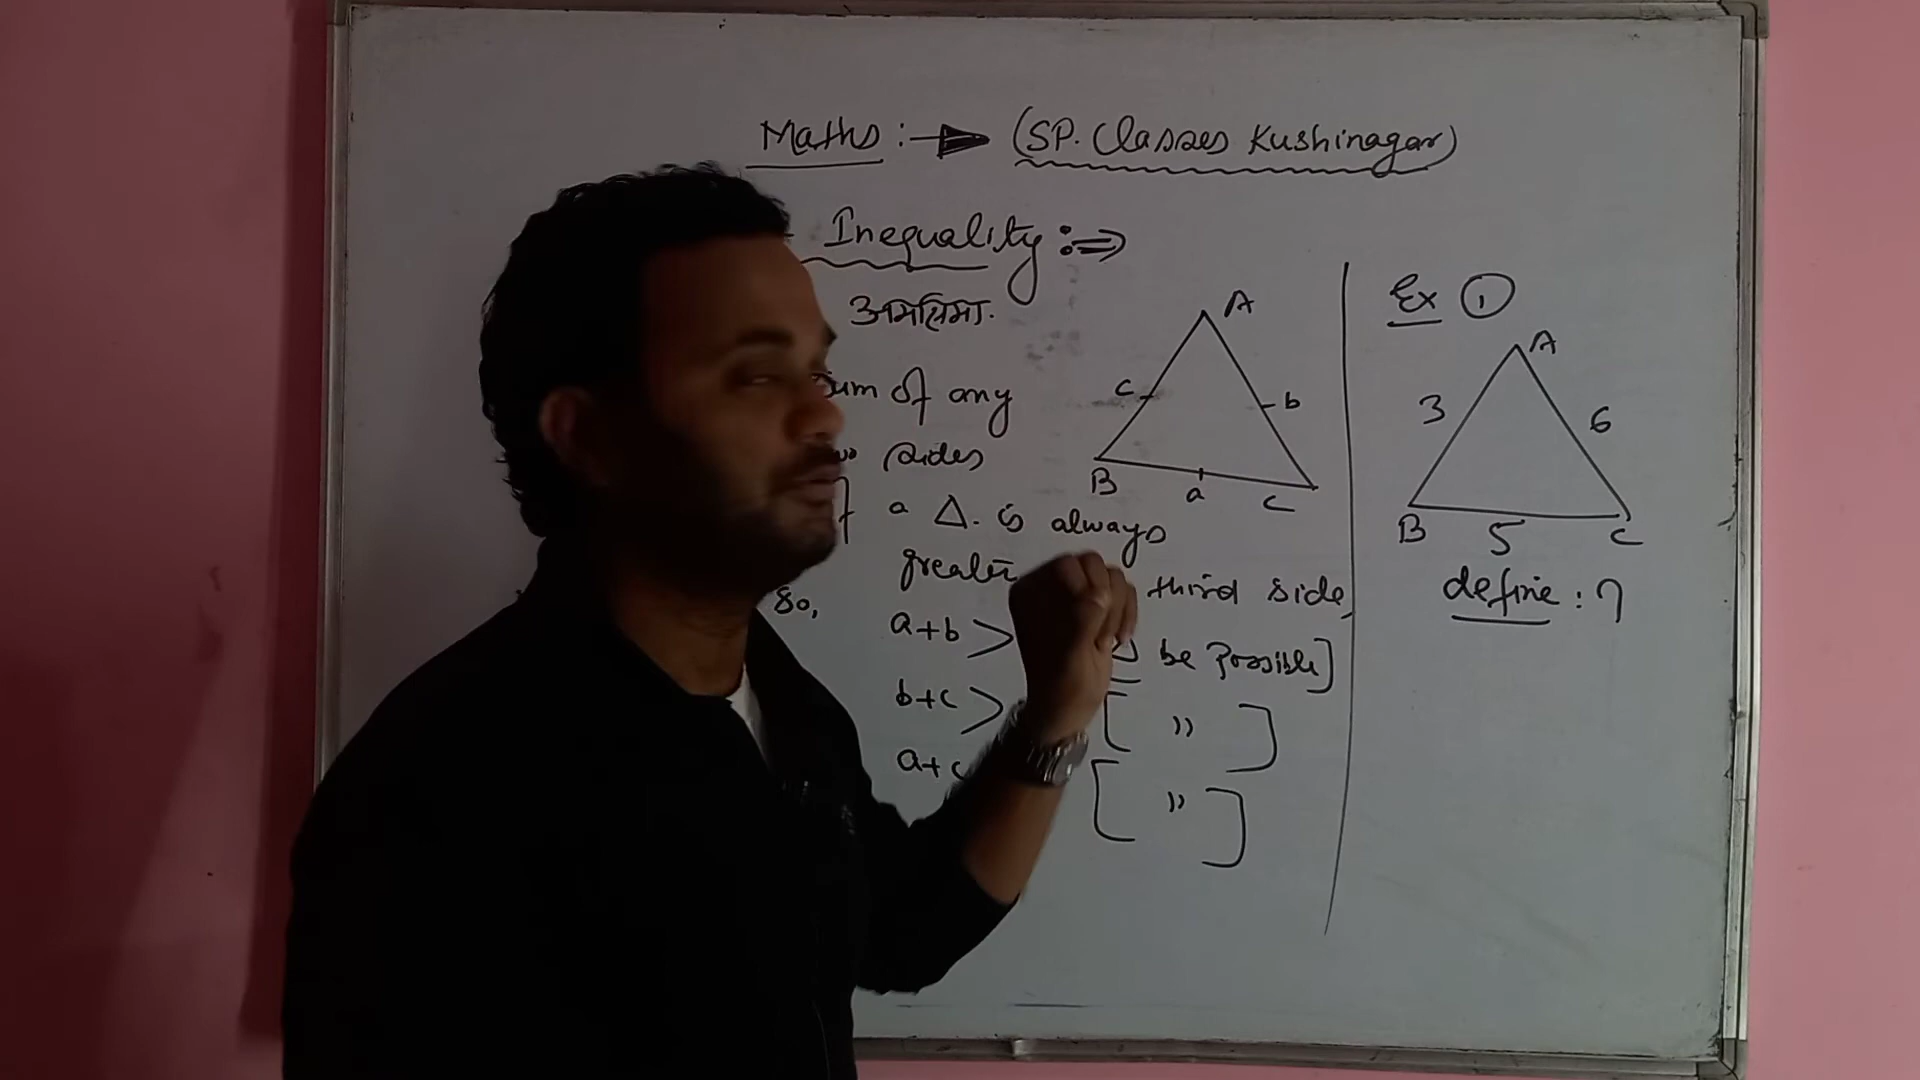 Maths :→ (SP. Classes Kushinagar)
Inequality :⇒
असमिका.
Sum of any
sides
a Δ. is always
greater third side,
So,
a+b > Δ be possible]
b+c > [ " ]
a+c [ " ]
A
c b
B a C
Ex ①
A
3 6
B 5 C
define : ?